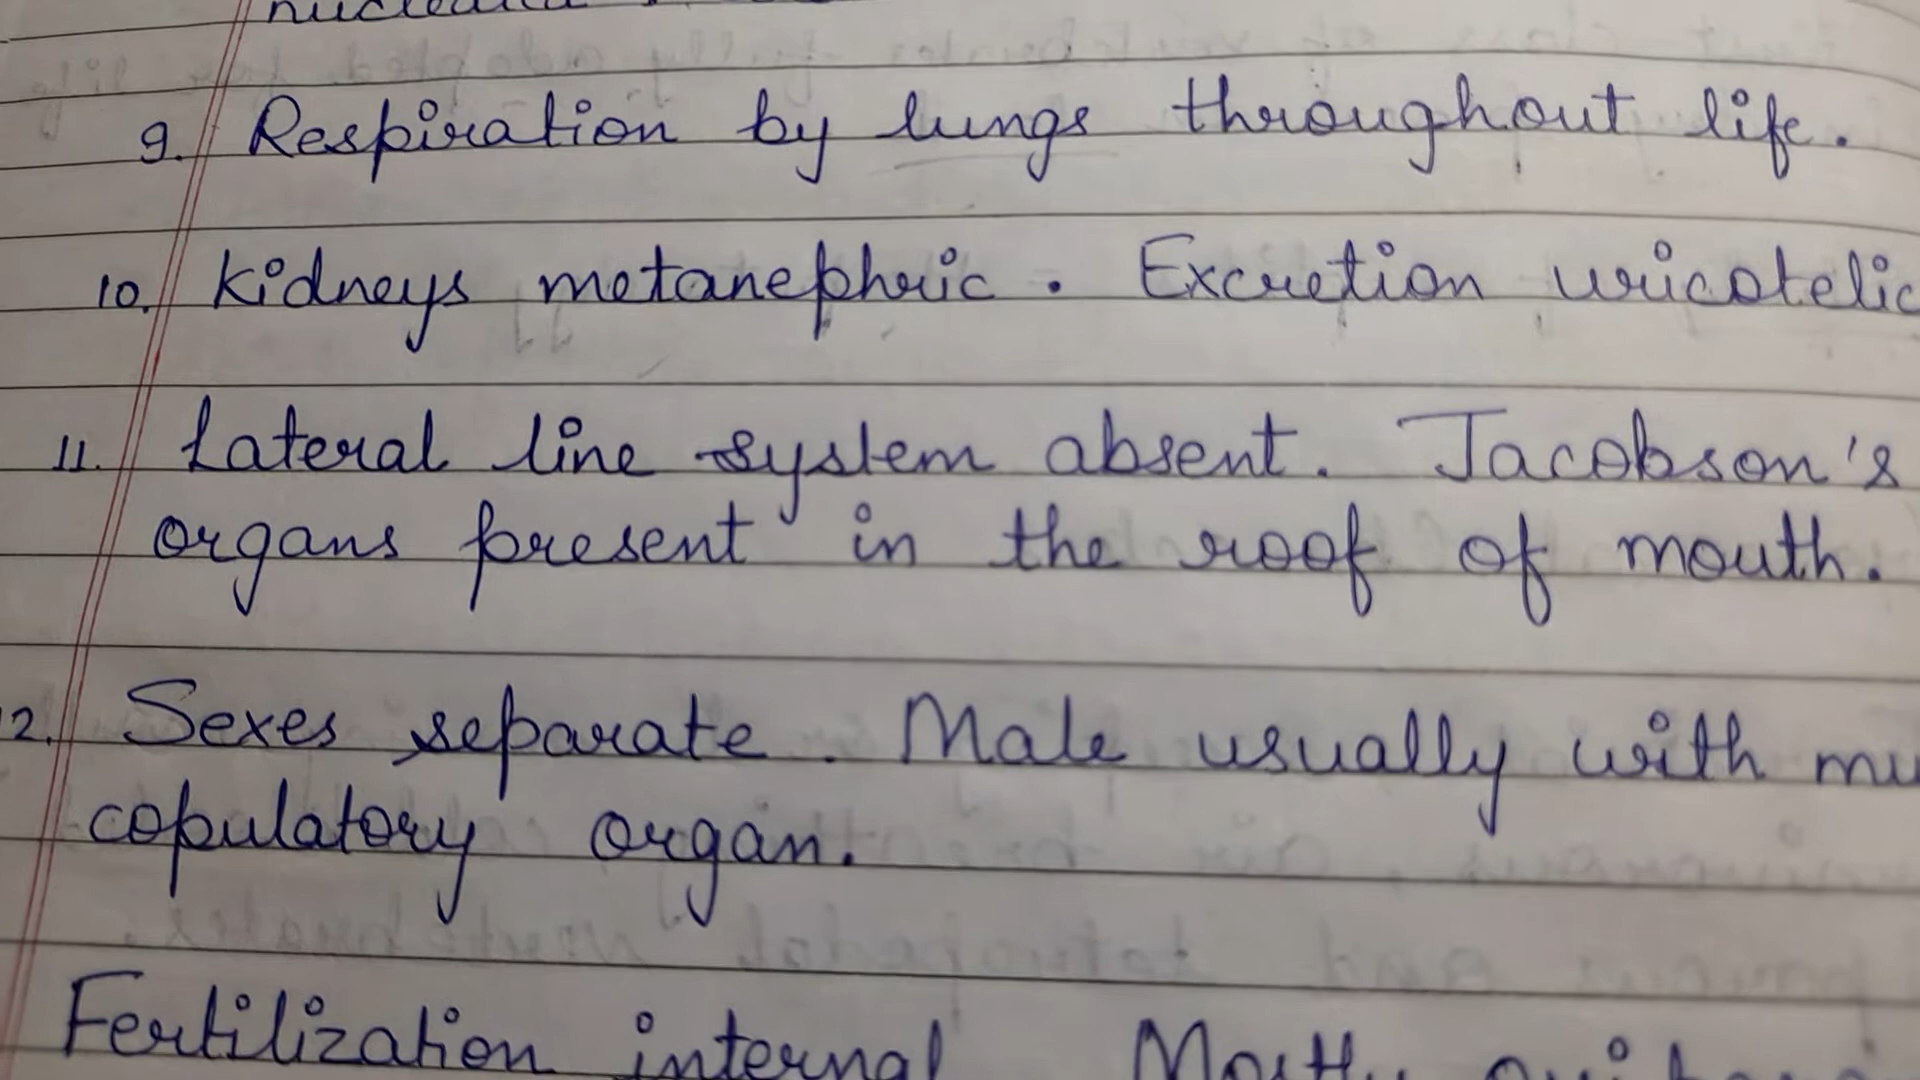 9. Respiration by lungs throughout life.
10. Kidneys metanephric. Excretion uricotelic
11. Lateral line system absent. Jacobson's
organs present in the roof of mouth.
12. Sexes separate. Male usually with
copulatory organ.
Fertilization internal